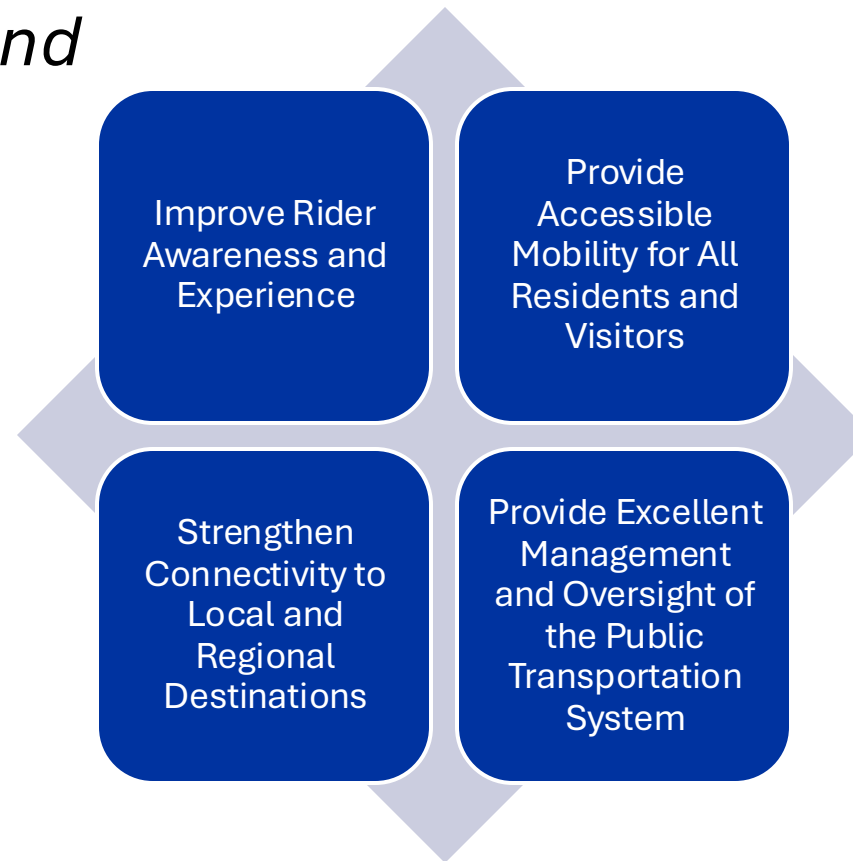 nd
Improve Rider
Awareness and
Experience
Provide
Accessible
Mobility for All
Residents and
Visitors
Strengthen
Connectivity to
Local and
Regional
Destinations
Provide Excellent
Management
and Oversight of
the Public
Transportation
System